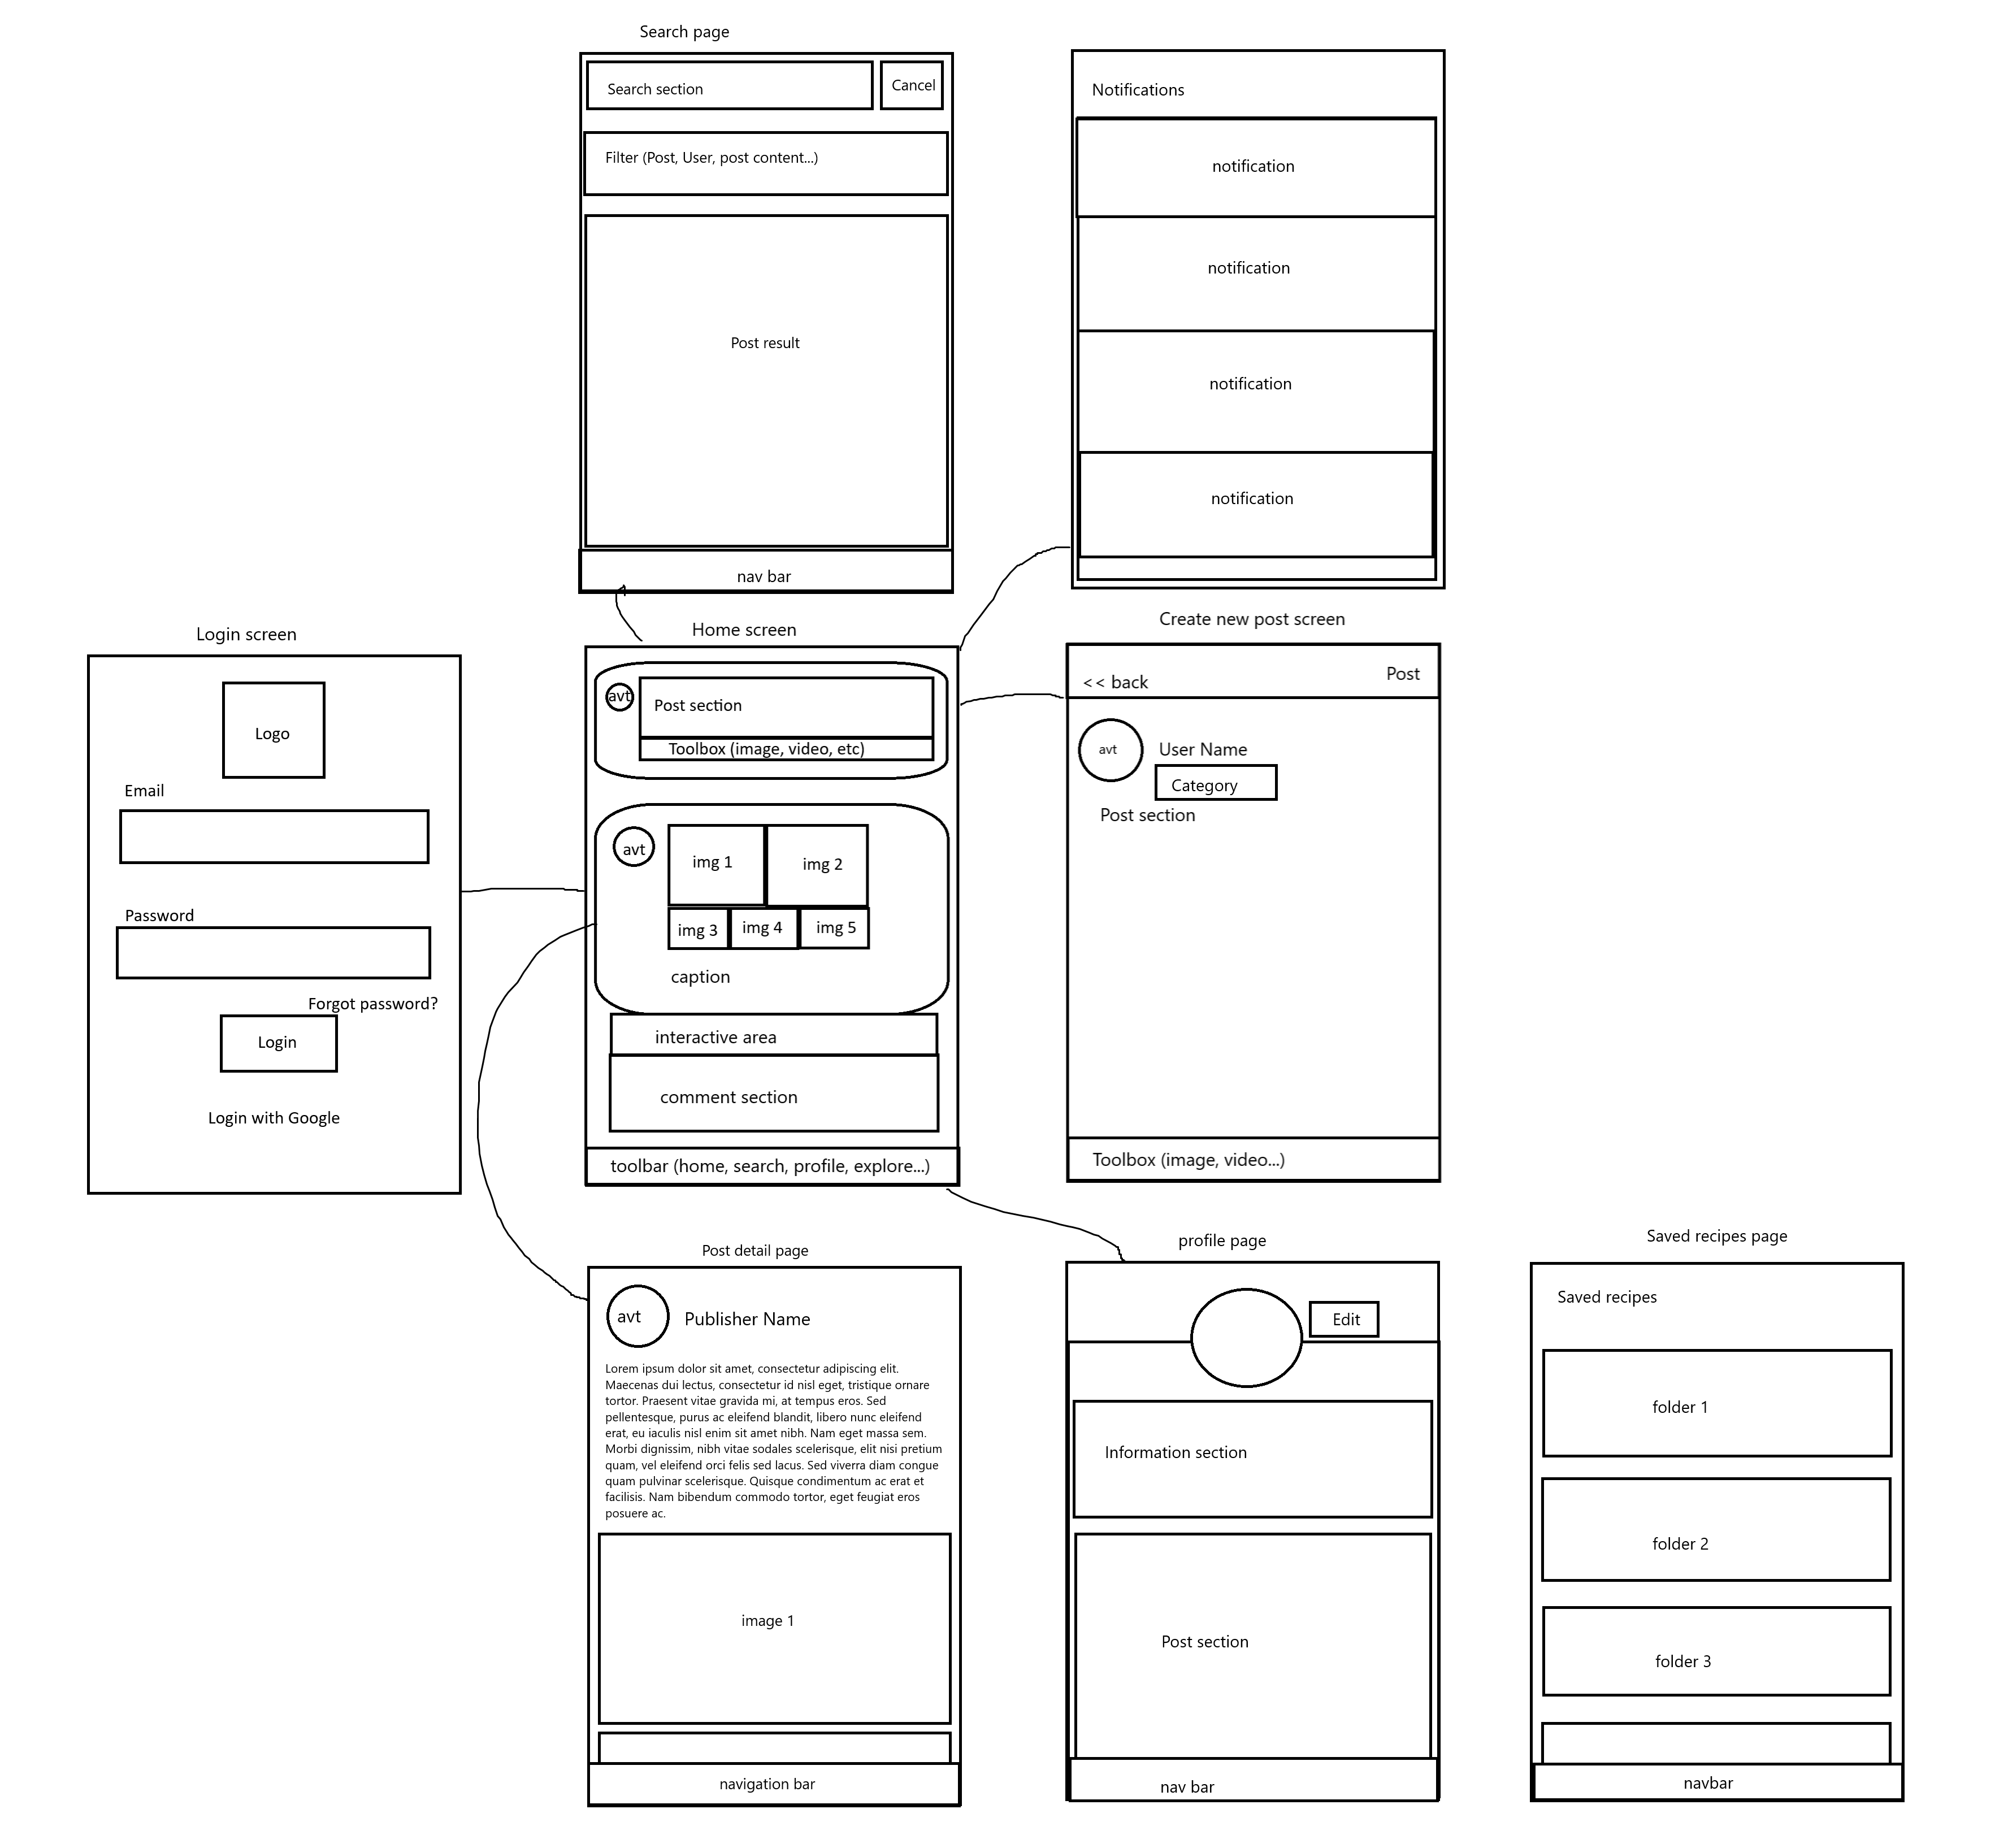 Search page
Search section
Cancel
Filter (Post, User, post content...)
Post result
nav bar
Notifications
notification
notification
notification
notification
Login screen
Logo
Email
Password
Forgot password?
Login
Login with Google
Home screen
avt
Post section
Toolbox (image, video, etc)
avt
img 1
img 2
img 3
img 4
img 5
caption
interactive area
comment section
toolbar (home, search, profile, explore...)
Create new post screen
<< back
Post
avt
User Name
Category
Post section
Toolbox (image, video...)
Post detail page
avt
Publisher Name
Lorem ipsum dolor sit amet, consectetur adipiscing elit.
Maecenas dui lectus, consectetur id nisl eget, tristique ornare
tortor. Praesent vitae gravida mi, at tempus eros. Sed
pellentesque, purus ac eleifend blandit, libero nunc eleifend
erat, eu iaculis nisl enim sit amet nibh. Nam eget massa sem.
Morbi dignissim, nibh vitae sodales scelerisque, elit nisi pretium
quam, vel eleifend orci felis sed lacus. Sed viverra diam congue
quam pulvinar scelerisque. Quisque condimentum ac erat et
facilisis. Nam bibendum commodo tortor, eget feugiat eros
posuere ac.
image 1
navigation bar
profile page
Edit
Information section
Post section
nav bar
Saved recipes page
Saved recipes
folder 1
folder 2
folder 3
navbar